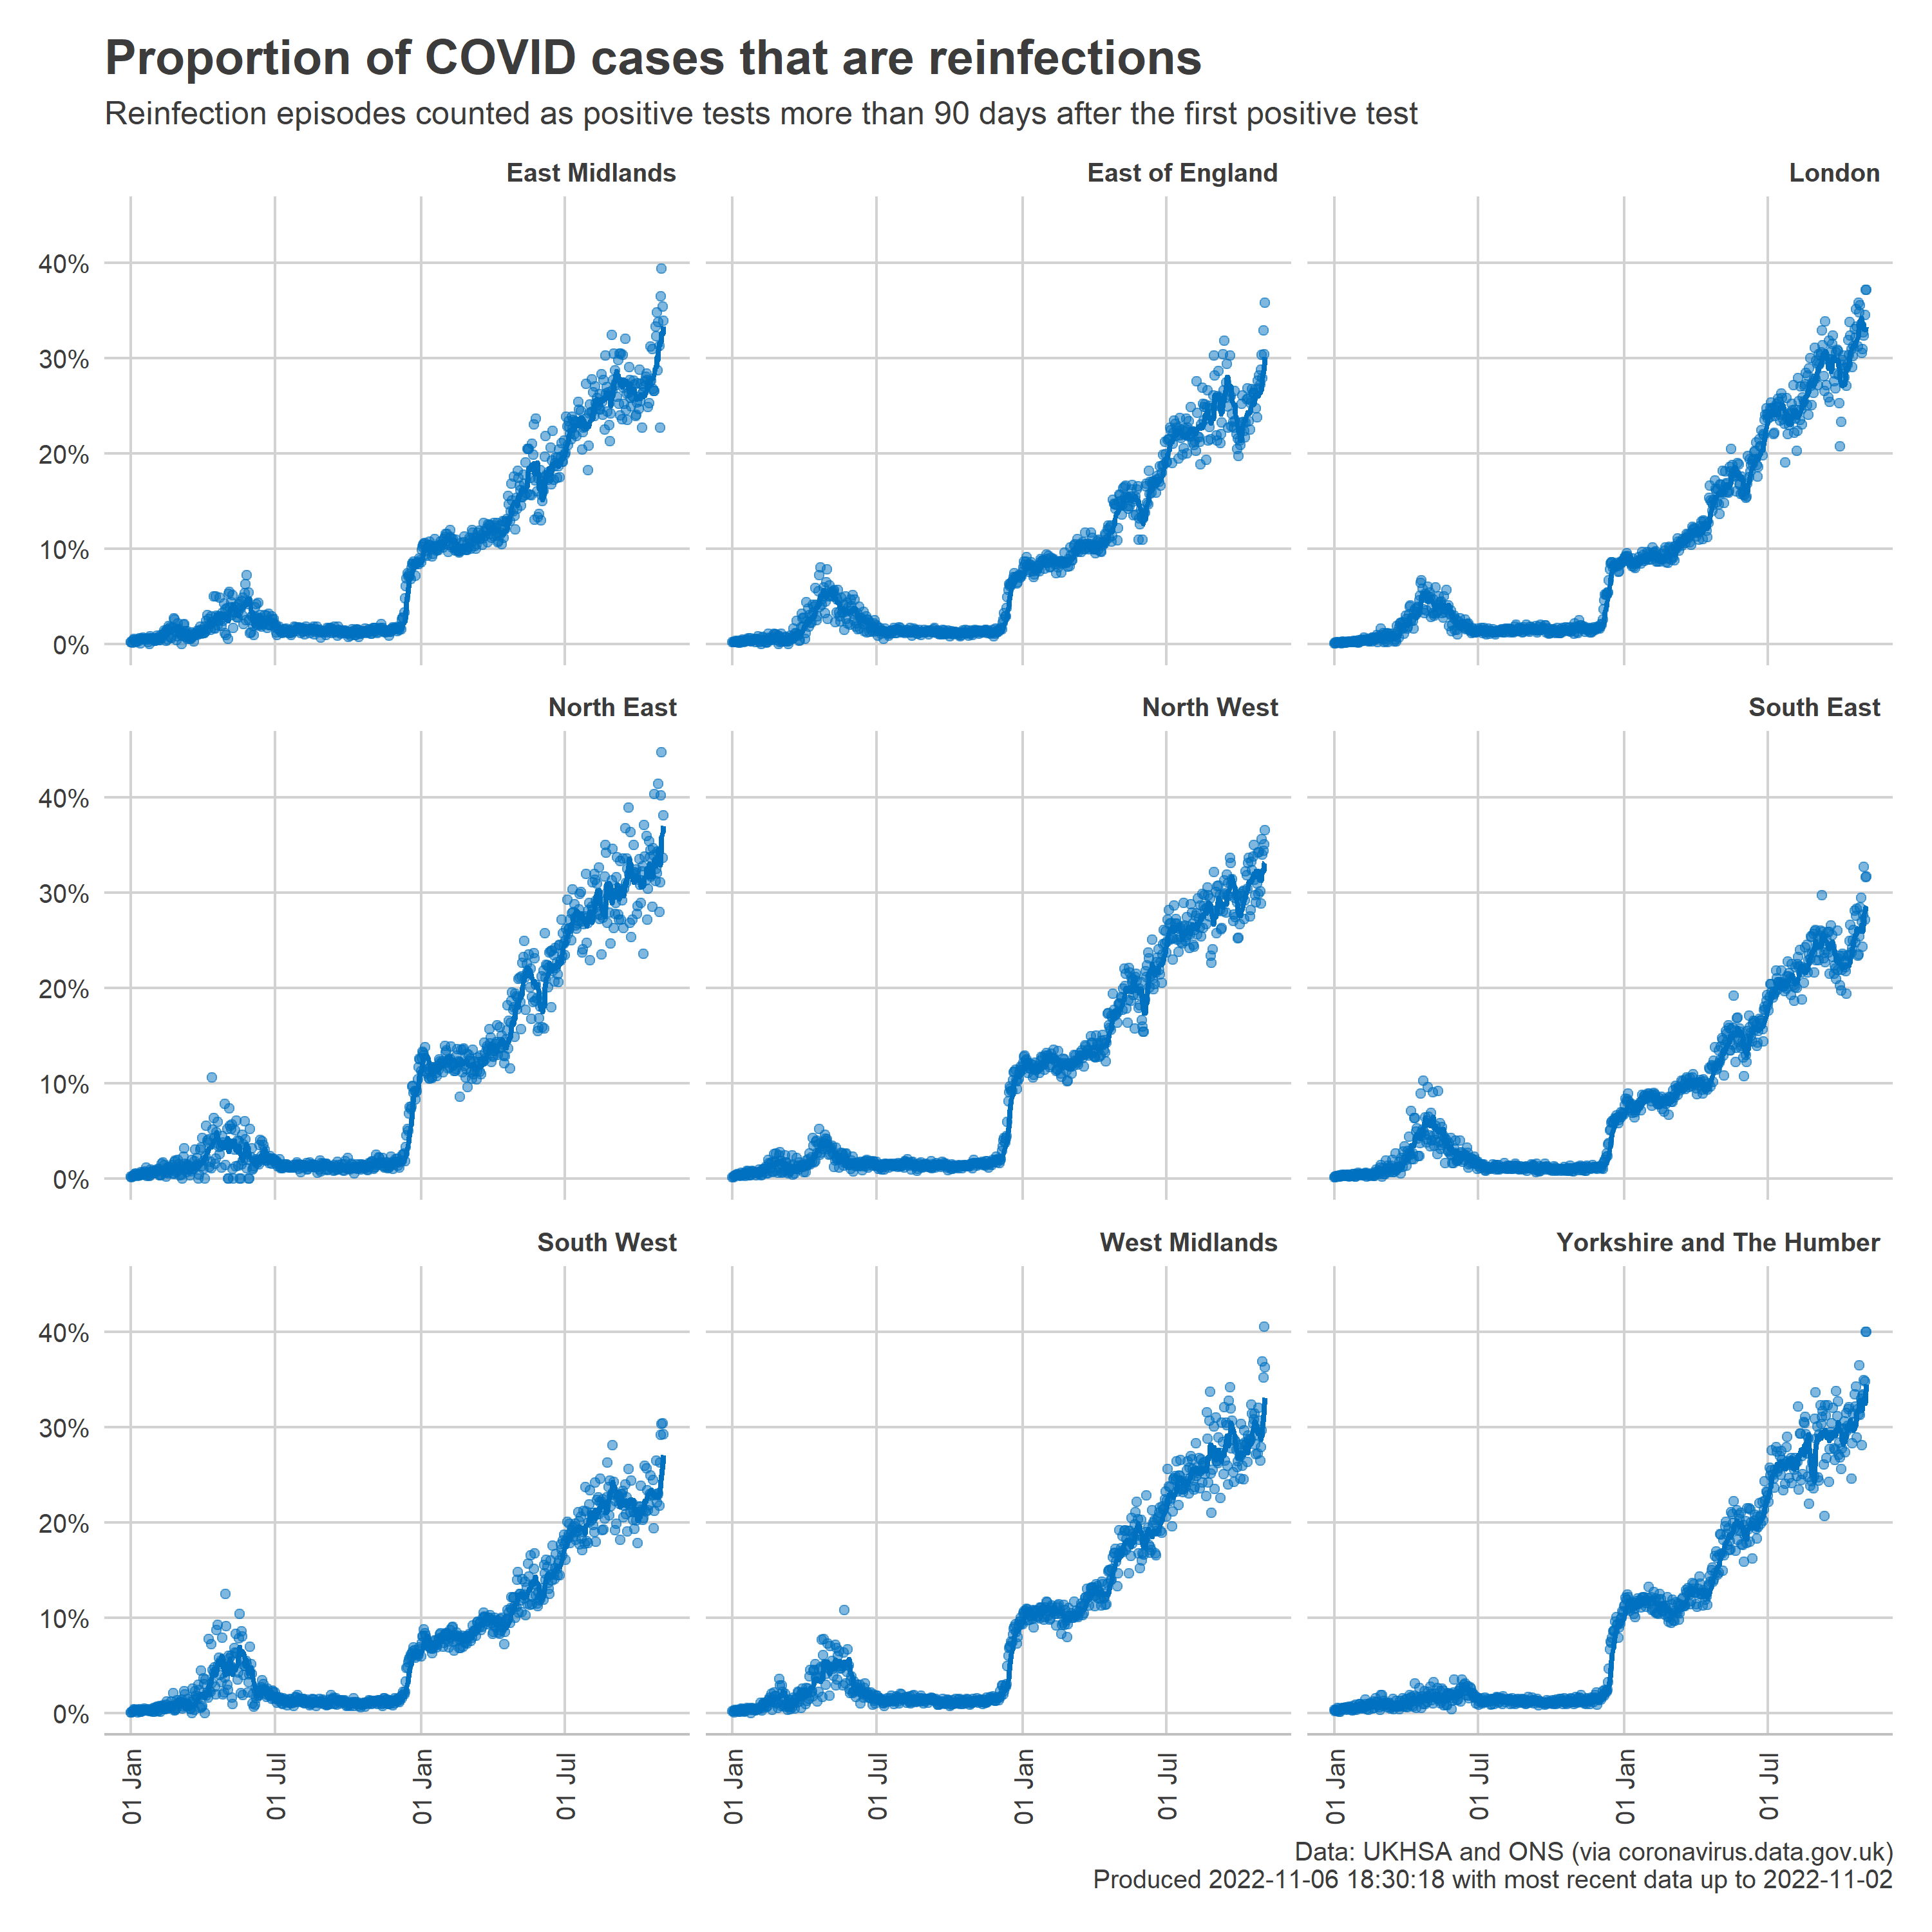 Proportion of COVID cases that are reinfections
Reinfection episodes counted as positive tests more than 90 days after the first positive test
East Midlands
East of England
London
40%
30%
20%
10%
0%
North East
North West
South East
40%
30%
20%
10%
0%
South West
West Midlands
Yorkshire and The Humber
40%
30%
20%
10%
0%
01 Jan
01 Jul
01 Jan
01 Jul
01 Jan
01 Jul
01 Jan
01 Jul
01 Jan
01 Jul
01 Jan
01 Jul
Data: UKHSA and ONS (via coronavirus.data.gov.uk)
Produced 2022-11-06 18:30:18 with most recent data up to 2022-11-02